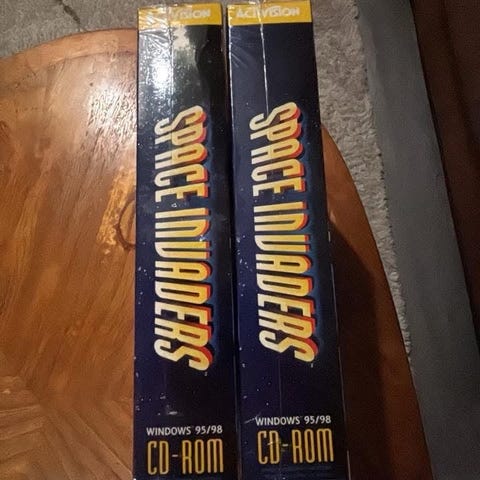 ACTIVISION
SPACE INVADERS
WINDOWS 95/98
CD-ROM
ACTIVISION
SPACE INVADERS
WINDOWS 95/98
CD-ROM